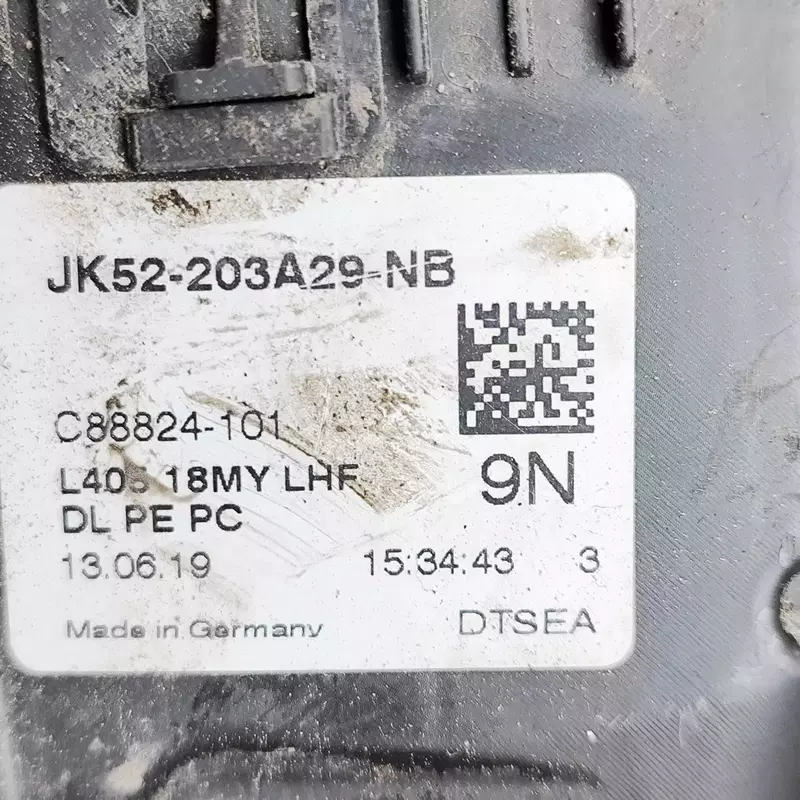 JK52-203A29-NB
C88824-101
18MY LHF
9N
DL PE PC
13.06.19 15:34:43 3
Made in Germany DTSEA